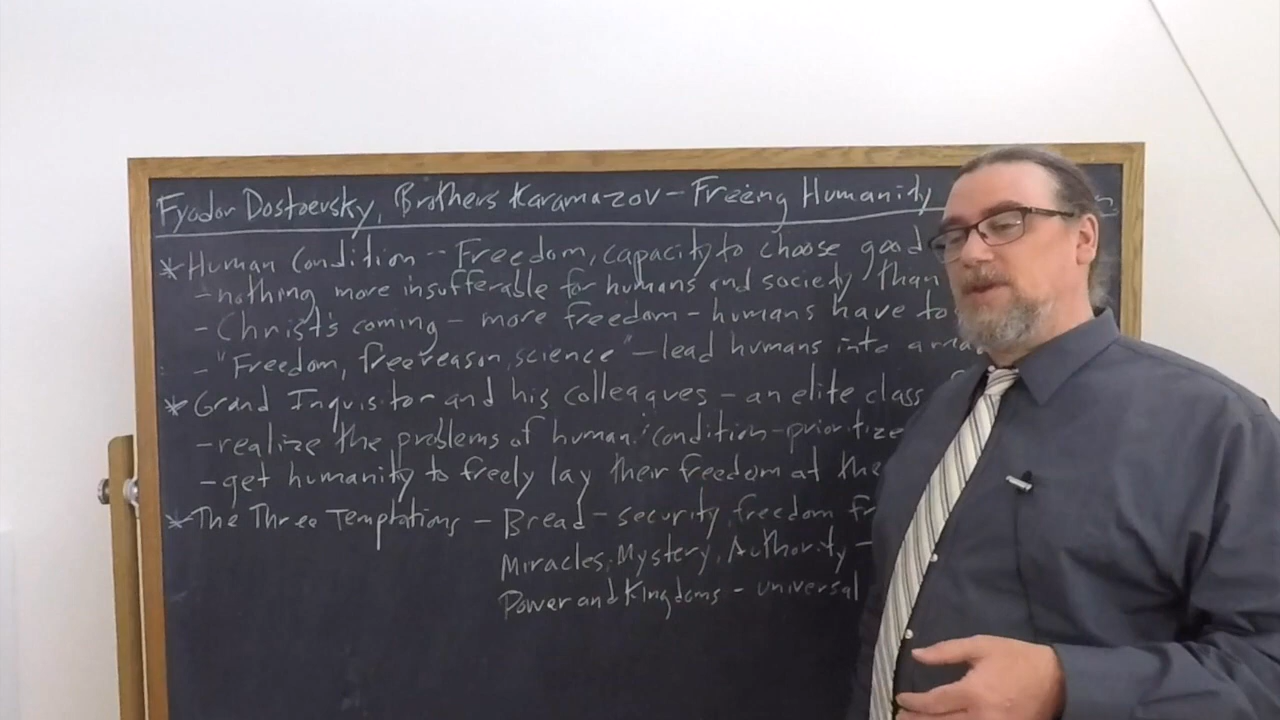 Fyodor Dostoevsky, Brothers Karamazov - Freeing Humanity
* Human Condition - Freedom, capacity to choose good
- nothing more insufferable for humans and society than
- Christ's coming - more freedom - humans have to
- "Freedom, free reason, science" - lead humans into a
* Grand Inquisitor and his colleagues - an elite class
- realize the problems of human condition - prioritize
- get humanity to freely lay their freedom at the
* The Three Temptations - Bread - security, freedom
Miracles, Mystery, Authority -
Power and Kingdoms - universal